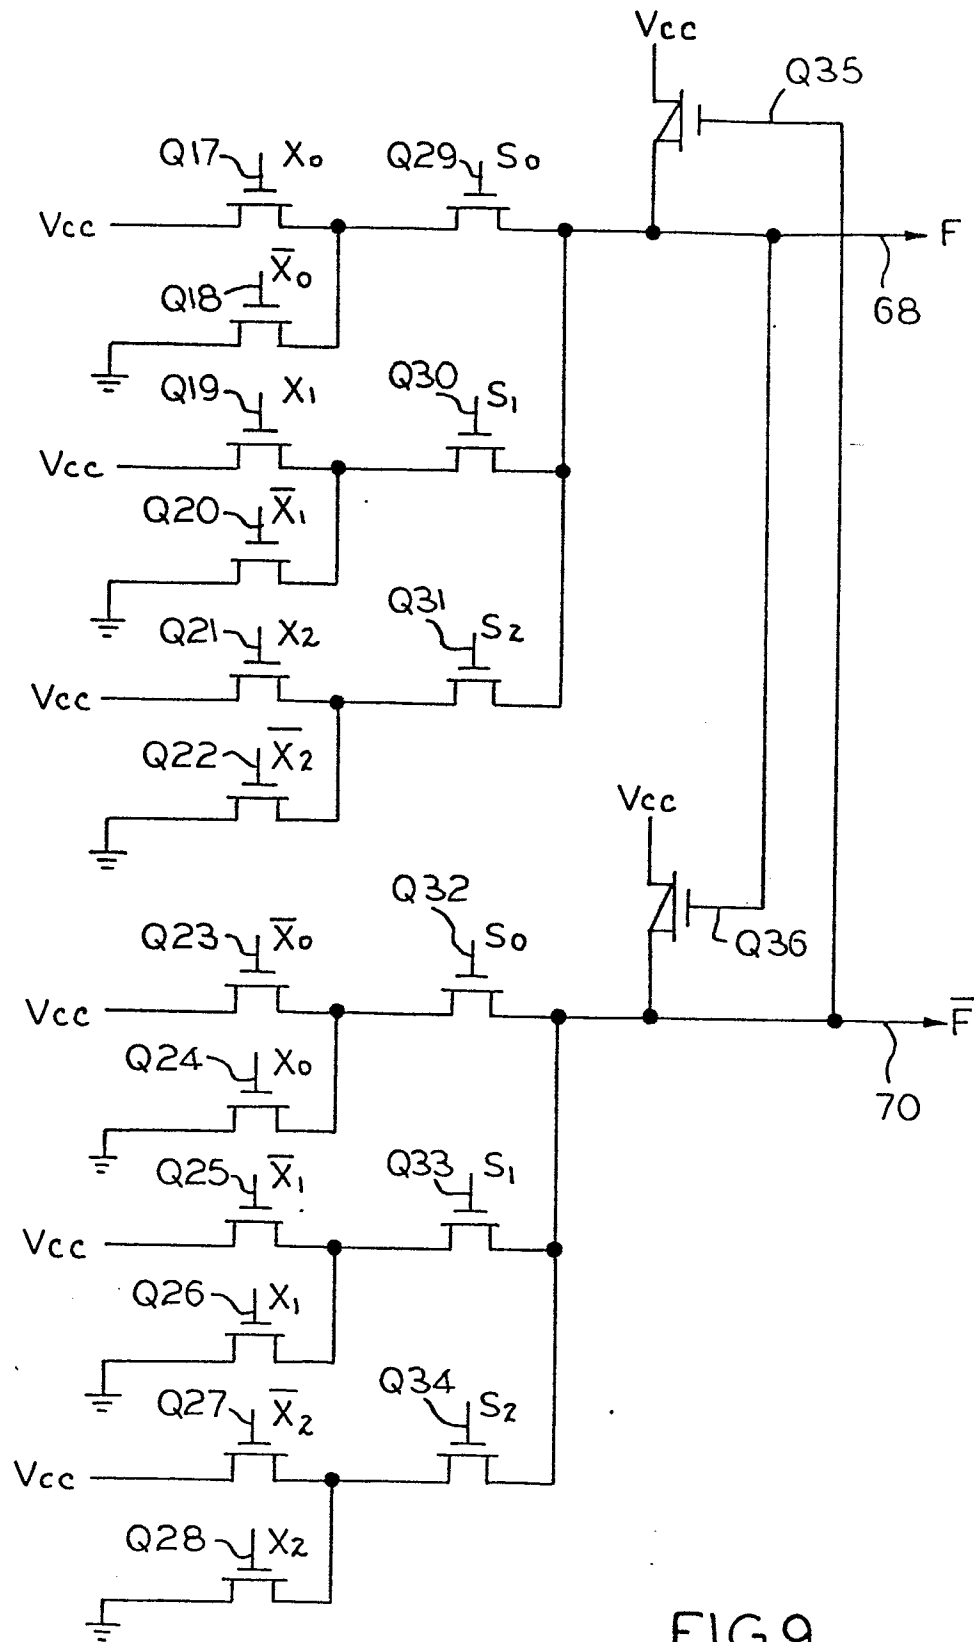 Vcc
Q35
Q17 X0 Q29 S0
Vcc
F
X̅0
Q18
68
Q19 X1 Q30 S1
Vcc
Q20 X̅1
Q31
Q21 X2 S2
Vcc
Q22 X̅2
Vcc
Q32
Q23 X̅0 S0
Q36
Vcc
F̅
Q24 X0
70
Q25 X̅1 Q33 S1
Vcc
Q26 X1
Q34
Q27 X̅2 S2
Vcc
Q28 X2
FIG.9